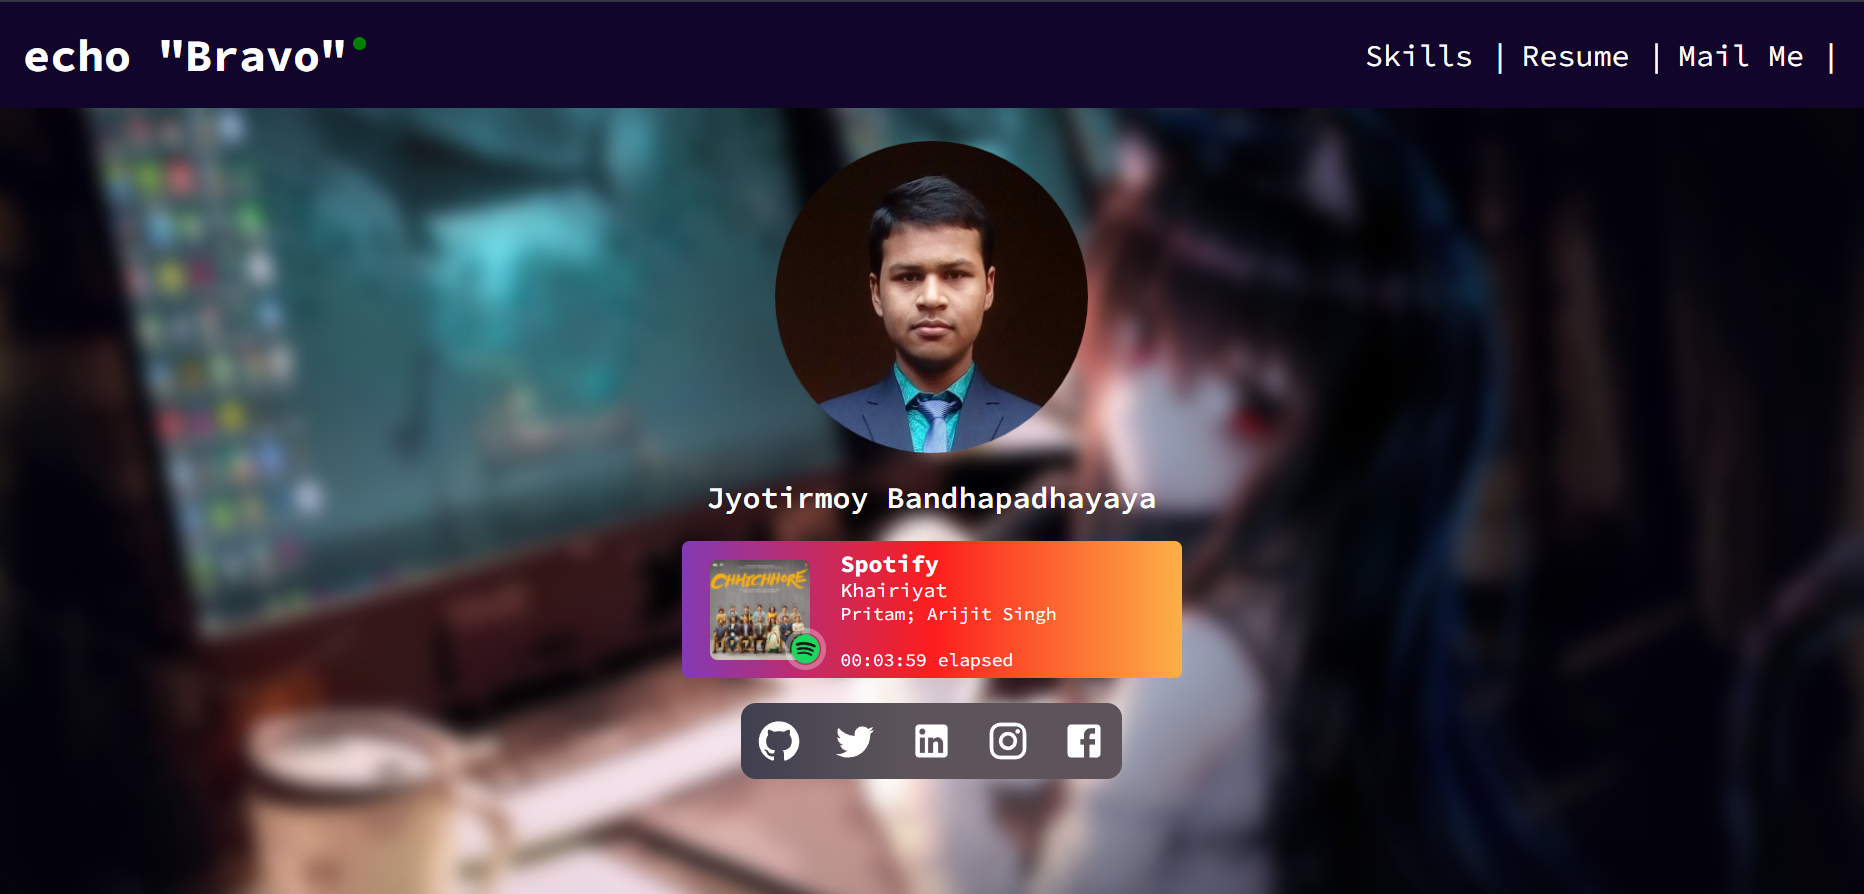 echo "Bravo"
Skills | Resume | Mail Me |
Jyotirmoy Bandhapadhayaya
CHHICHHORE
Spotify
Khairiyat
Pritam; Arijit Singh
00:03:59 elapsed